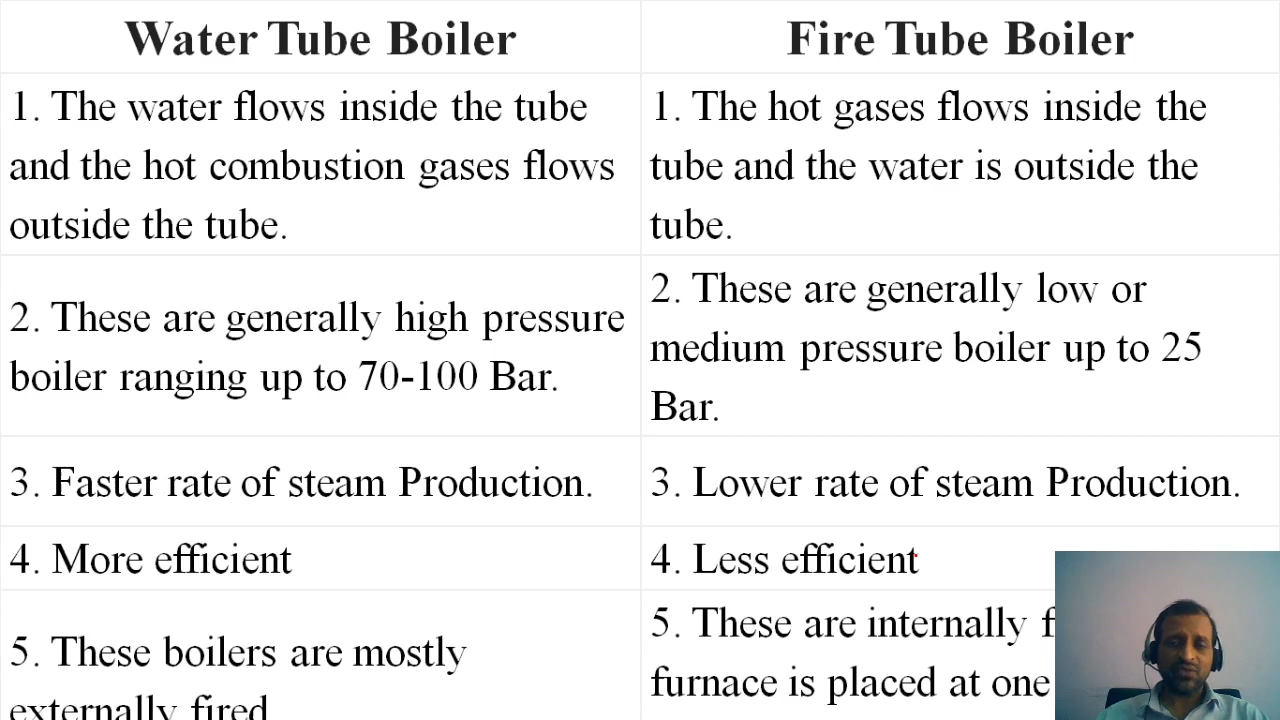 Water Tube Boiler
Fire Tube Boiler
1. The water flows inside the tube
and the hot combustion gases flows
outside the tube.
1. The hot gases flows inside the
tube and the water is outside the
tube.
2. These are generally high pressure
boiler ranging up to 70-100 Bar.
2. These are generally low or
medium pressure boiler up to 25
Bar.
3. Faster rate of steam Production.
3. Lower rate of steam Production.
4. More efficient
4. Less efficient
5. These boilers are mostly
externally fired
5. These are internally
furnace is placed at one